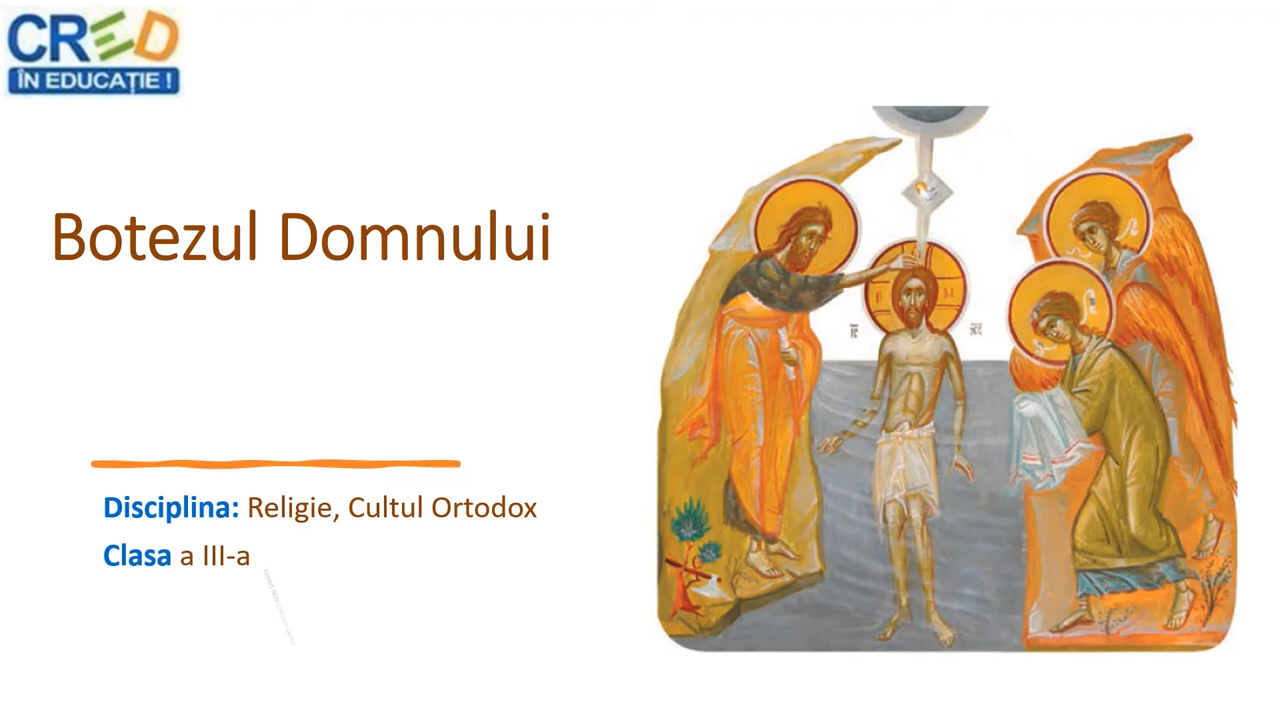 CRED
ÎN EDUCAȚIE !
Botezul Domnului
Disciplina: Religie, Cultul Ortodox
Clasa a III-a